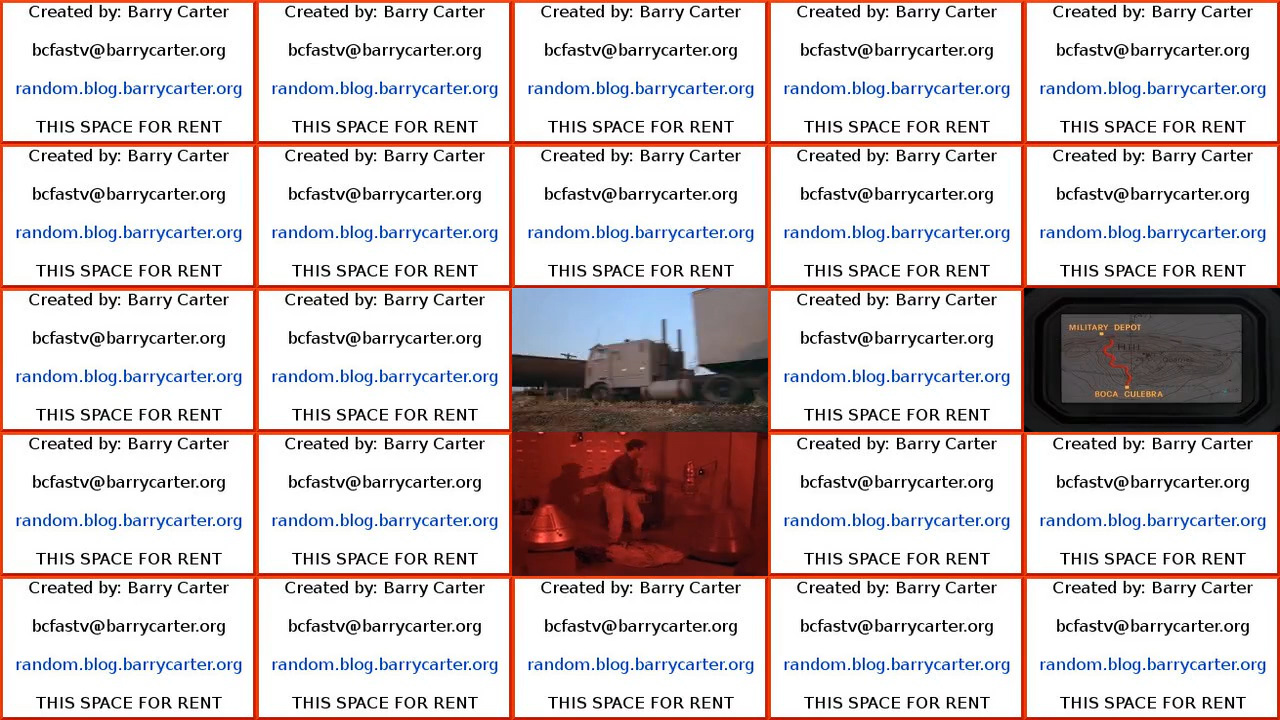 Created by: Barry Carter Created by: Barry Carter Created by: Barry Carter Created by: Barry Carter Created by: Barry Carter
bcfastv@barrycarter.org bcfastv@barrycarter.org bcfastv@barrycarter.org bcfastv@barrycarter.org bcfastv@barrycarter.org
random.blog.barrycarter.org random.blog.barrycarter.org random.blog.barrycarter.org random.blog.barrycarter.org random.blog.barrycarter.org
THIS SPACE FOR RENT THIS SPACE FOR RENT THIS SPACE FOR RENT THIS SPACE FOR RENT THIS SPACE FOR RENT
Created by: Barry Carter Created by: Barry Carter Created by: Barry Carter Created by: Barry Carter Created by: Barry Carter
bcfastv@barrycarter.org bcfastv@barrycarter.org bcfastv@barrycarter.org bcfastv@barrycarter.org bcfastv@barrycarter.org
random.blog.barrycarter.org random.blog.barrycarter.org random.blog.barrycarter.org random.blog.barrycarter.org random.blog.barrycarter.org
THIS SPACE FOR RENT THIS SPACE FOR RENT THIS SPACE FOR RENT THIS SPACE FOR RENT THIS SPACE FOR RENT
Created by: Barry Carter Created by: Barry Carter Created by: Barry Carter
MILITARY DEPOT
bcfastv@barrycarter.org bcfastv@barrycarter.org bcfastv@barrycarter.org
random.blog.barrycarter.org random.blog.barrycarter.org random.blog.barrycarter.org
BOCA CULEBRA
THIS SPACE FOR RENT THIS SPACE FOR RENT THIS SPACE FOR RENT
Created by: Barry Carter Created by: Barry Carter Created by: Barry Carter Created by: Barry Carter
bcfastv@barrycarter.org bcfastv@barrycarter.org bcfastv@barrycarter.org bcfastv@barrycarter.org
random.blog.barrycarter.org random.blog.barrycarter.org random.blog.barrycarter.org random.blog.barrycarter.org
THIS SPACE FOR RENT THIS SPACE FOR RENT THIS SPACE FOR RENT THIS SPACE FOR RENT
Created by: Barry Carter Created by: Barry Carter Created by: Barry Carter Created by: Barry Carter Created by: Barry Carter
bcfastv@barrycarter.org bcfastv@barrycarter.org bcfastv@barrycarter.org bcfastv@barrycarter.org bcfastv@barrycarter.org
random.blog.barrycarter.org random.blog.barrycarter.org random.blog.barrycarter.org random.blog.barrycarter.org random.blog.barrycarter.org
THIS SPACE FOR RENT THIS SPACE FOR RENT THIS SPACE FOR RENT THIS SPACE FOR RENT THIS SPACE FOR RENT